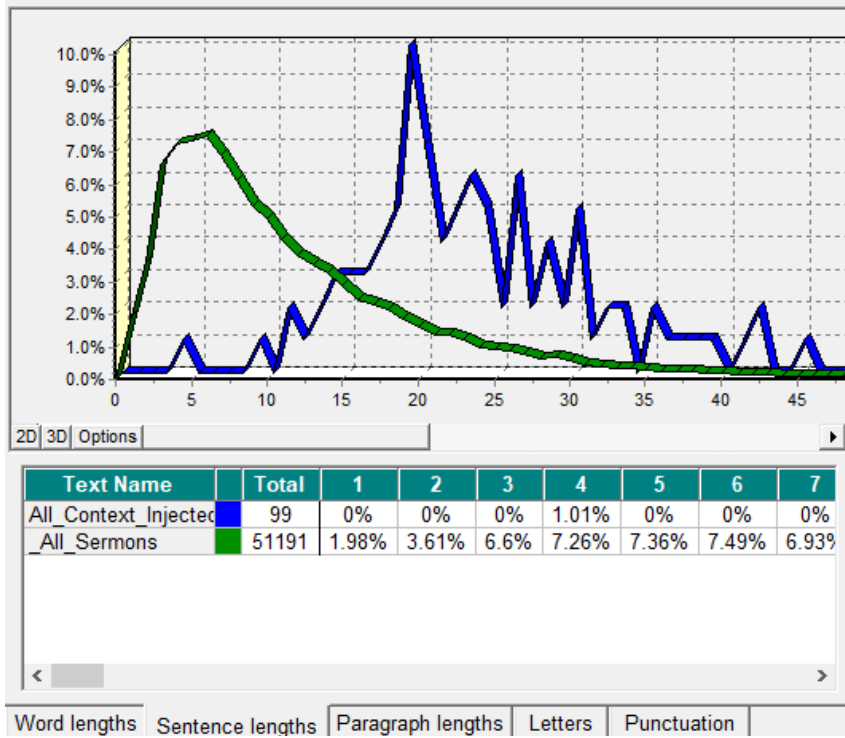 10.0%
9.0%
8.0%
7.0%
6.0%
5.0%
4.0%
3.0%
2.0%
1.0%
0.0%
0 5 10 15 20 25 30 35 40 45
2D 3D Options
Text Name Total 1 2 3 4 5 6 7
All_Context_Injected 99 0% 0% 0% 1.01% 0% 0% 0%
_All_Sermons 51191 1.98% 3.61% 6.6% 7.26% 7.36% 7.49% 6.93%
Word lengths Sentence lengths Paragraph lengths Letters Punctuation